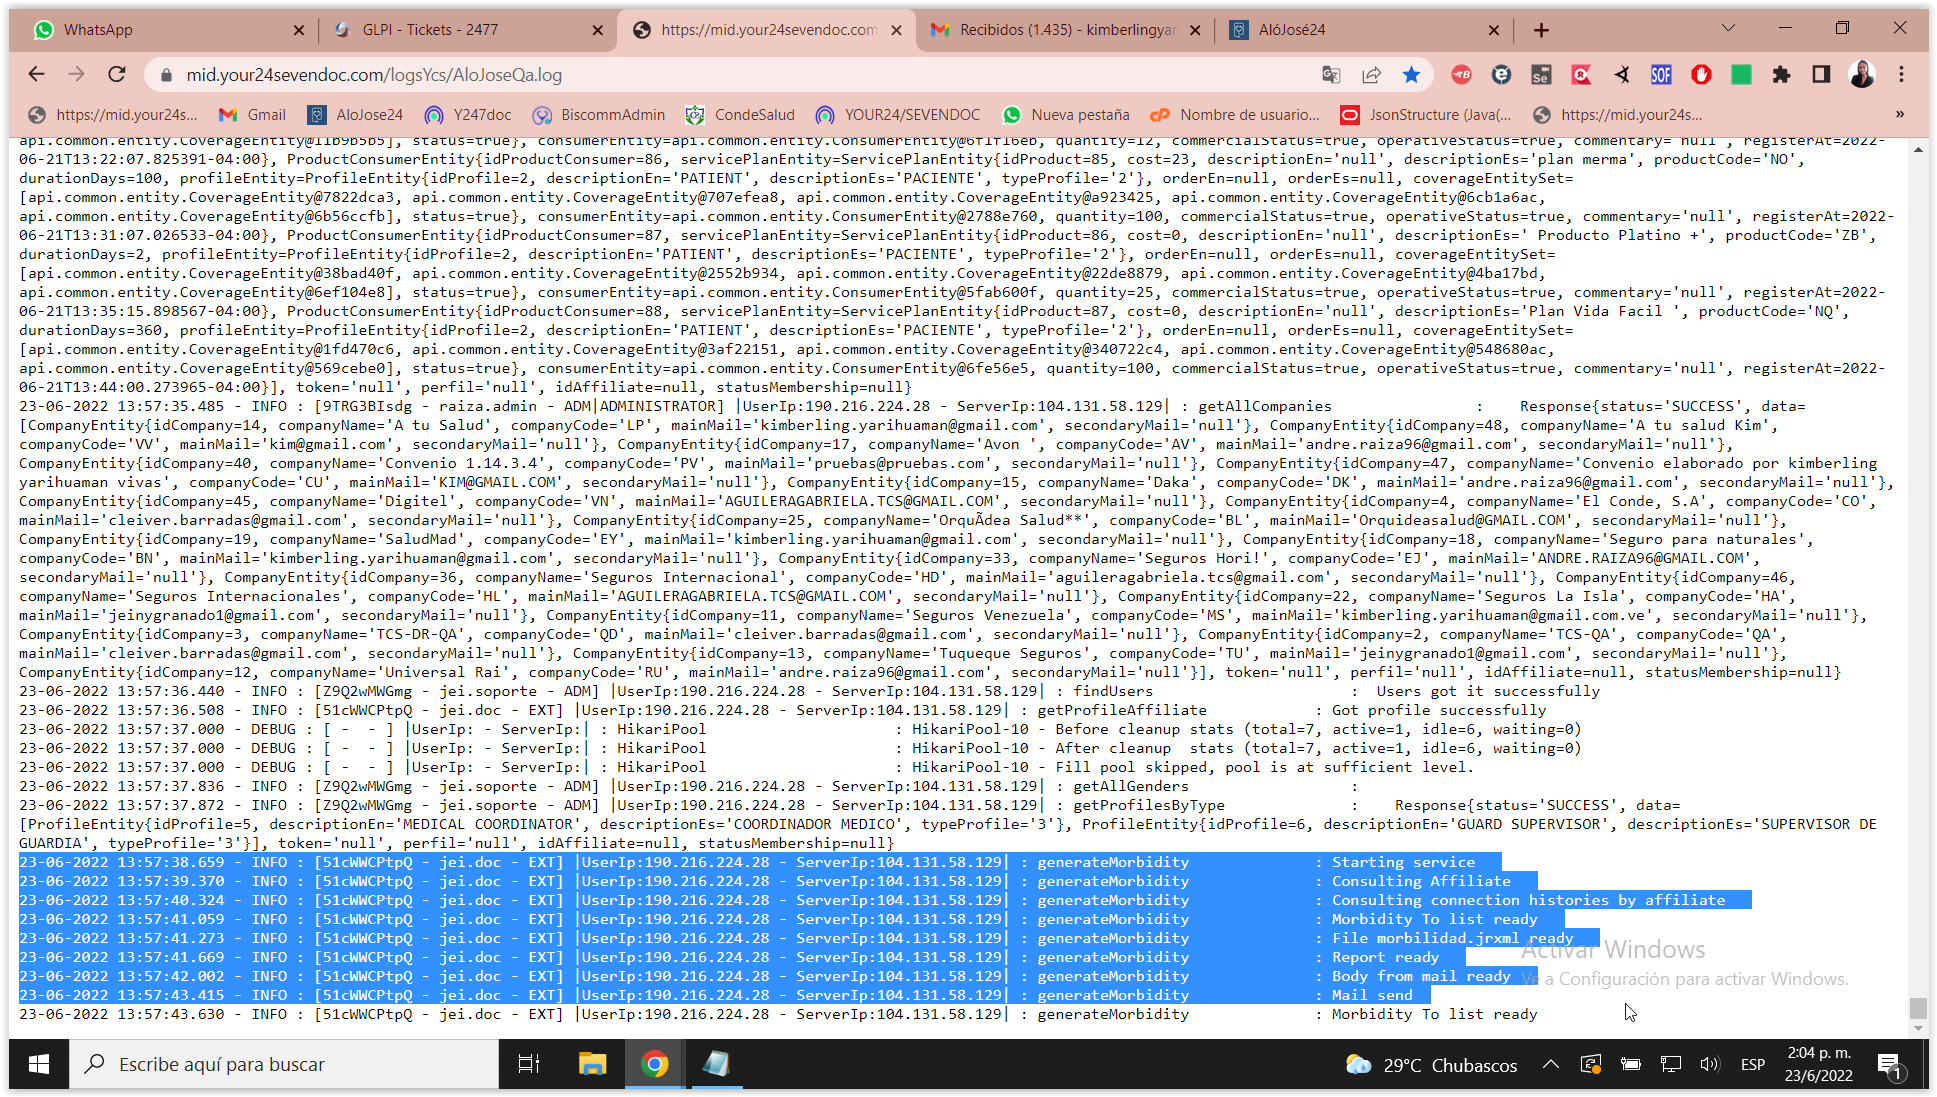 WhatsApp
GLPI - Tickets - 2477
https://mid.your24sevendoc.com
Recibidos (1.435) - kimberlingyar
AlóJosé24
mid.your24sevendoc.com/logsYcs/AloJoseQa.log
https://mid.your24s...
Gmail
AloJose24
Y247doc
BiscommAdmin
CondeSalud
YOUR24/SEVENDOC
Nueva pestaña
Nombre de usuario...
JsonStructure (Java(...
https://mid.your24s...
»
api.common.entity.CoverageEntity@11b9b5b5], status=true}, consumerEntity=api.common.entity.ConsumerEntity@6f1f16eb, quantity=12, commercialStatus=true, operativeStatus=true, commentary='null', registerAt=2022-
06-21T13:22:07.825391-04:00}, ProductConsumerEntity{idProductConsumer=86, servicePlanEntity=ServicePlanEntity{idProduct=85, cost=23, descriptionEn='null', descriptionEs='plan merma', productCode='NO',
durationDays=100, profileEntity=ProfileEntity{idProfile=2, descriptionEn='PATIENT', descriptionEs='PACIENTE', typeProfile='2'}, orderEn=null, orderEs=null, coverageEntitySet=
[api.common.entity.CoverageEntity@7822dca3, api.common.entity.CoverageEntity@707efea8, api.common.entity.CoverageEntity@a923425, api.common.entity.CoverageEntity@6cb1a6ac,
api.common.entity.CoverageEntity@6b56ccfb], status=true}, consumerEntity=api.common.entity.ConsumerEntity@2788e760, quantity=100, commercialStatus=true, operativeStatus=true, commentary='null', registerAt=2022-
06-21T13:31:07.026533-04:00}, ProductConsumerEntity{idProductConsumer=87, servicePlanEntity=ServicePlanEntity{idProduct=86, cost=0, descriptionEn='null', descriptionEs=' Producto Platino +', productCode='ZB',
durationDays=2, profileEntity=ProfileEntity{idProfile=2, descriptionEn='PATIENT', descriptionEs='PACIENTE', typeProfile='2'}, orderEn=null, orderEs=null, coverageEntitySet=
[api.common.entity.CoverageEntity@38bad40f, api.common.entity.CoverageEntity@2552b934, api.common.entity.CoverageEntity@22de8879, api.common.entity.CoverageEntity@4ba17bd,
api.common.entity.CoverageEntity@6ef104e8], status=true}, consumerEntity=api.common.entity.ConsumerEntity@5fab600f, quantity=25, commercialStatus=true, operativeStatus=true, commentary='null', registerAt=2022-
06-21T13:35:15.898567-04:00}, ProductConsumerEntity{idProductConsumer=88, servicePlanEntity=ServicePlanEntity{idProduct=87, cost=0, descriptionEn='null', descriptionEs='Plan Vida Facil ', productCode='NQ',
durationDays=360, profileEntity=ProfileEntity{idProfile=2, descriptionEn='PATIENT', descriptionEs='PACIENTE', typeProfile='2'}, orderEn=null, orderEs=null, coverageEntitySet=
[api.common.entity.CoverageEntity@1fd470c6, api.common.entity.CoverageEntity@3af22151, api.common.entity.CoverageEntity@340722c4, api.common.entity.CoverageEntity@548680ac,
api.common.entity.CoverageEntity@569cebe0], status=true}, consumerEntity=api.common.entity.ConsumerEntity@6fe56e5, quantity=100, commercialStatus=true, operativeStatus=true, commentary='null', registerAt=2022-
06-21T13:44:00.273965-04:00}], token='null', perfil='null', idAffiliate=null, statusMembership=null}
23-06-2022 13:57:35.485 - INFO : [9TRG3BIsdg - raiza.admin - ADM|ADMINISTRATOR] |UserIp:190.216.224.28 - ServerIp:104.131.58.129| : getAllCompanies : Response{status='SUCCESS', data=
[CompanyEntity{idCompany=14, companyName='A tu Salud', companyCode='LP', mainMail='kimberling.yarihuaman@gmail.com', secondaryMail='null'}, CompanyEntity{idCompany=48, companyName='A tu salud Kim',
companyCode='VV', mainMail='kim@gmail.com', secondaryMail='null'}, CompanyEntity{idCompany=17, companyName='Avon ', companyCode='AV', mainMail='andre.raiza96@gmail.com', secondaryMail='null'},
CompanyEntity{idCompany=40, companyName='Convenio 1.14.3.4', companyCode='PV', mainMail='pruebas@pruebas.com', secondaryMail='null'}, CompanyEntity{idCompany=47, companyName='Convenio elaborado por kimberling
yarihuaman vivas', companyCode='CU', mainMail='KIM@GMAIL.COM', secondaryMail='null'}, CompanyEntity{idCompany=15, companyName='Daka', companyCode='DK', mainMail='andre.raiza96@gmail.com', secondaryMail='null'},
CompanyEntity{idCompany=45, companyName='Digitel', companyCode='VN', mainMail='AGUILERAGABRIELA.TCS@GMAIL.COM', secondaryMail='null'}, CompanyEntity{idCompany=4, companyName='El Conde, S.A', companyCode='CO',
mainMail='cleiver.barradas@gmail.com', secondaryMail='null'}, CompanyEntity{idCompany=25, companyName='OrquÃdea Salud**', companyCode='BL', mainMail='Orquideasalud@GMAIL.COM', secondaryMail='null'},
CompanyEntity{idCompany=19, companyName='SaludMad', companyCode='EY', mainMail='kimberling.yarihuaman@gmail.com', secondaryMail='null'}, CompanyEntity{idCompany=18, companyName='Seguro para naturales',
companyCode='BN', mainMail='kimberling.yarihuaman@gmail.com', secondaryMail='null'}, CompanyEntity{idCompany=33, companyName='Seguros Hori!', companyCode='EJ', mainMail='ANDRE.RAIZA96@GMAIL.COM',
secondaryMail='null'}, CompanyEntity{idCompany=36, companyName='Seguros Internacional', companyCode='HD', mainMail='aguileragabriela.tcs@gmail.com', secondaryMail='null'}, CompanyEntity{idCompany=46,
companyName='Seguros Internacionales', companyCode='HL', mainMail='AGUILERAGABRIELA.TCS@GMAIL.COM', secondaryMail='null'}, CompanyEntity{idCompany=22, companyName='Seguros La Isla', companyCode='HA',
mainMail='jeinygranado1@gmail.com', secondaryMail='null'}, CompanyEntity{idCompany=11, companyName='Seguros Venezuela', companyCode='MS', mainMail='kimberling.yarihuaman@gmail.com.ve', secondaryMail='null'},
CompanyEntity{idCompany=3, companyName='TCS-DR-QA', companyCode='QD', mainMail='cleiver.barradas@gmail.com', secondaryMail='null'}, CompanyEntity{idCompany=2, companyName='TCS-QA', companyCode='QA',
mainMail='cleiver.barradas@gmail.com', secondaryMail='null'}, CompanyEntity{idCompany=13, companyName='Tuqueque Seguros', companyCode='TU', mainMail='jeinygranado1@gmail.com', secondaryMail='null'},
CompanyEntity{idCompany=12, companyName='Universal Rai', companyCode='RU', mainMail='andre.raiza96@gmail.com', secondaryMail='null'}], token='null', perfil='null', idAffiliate=null, statusMembership=null}
23-06-2022 13:57:36.440 - INFO : [Z9Q2wMWGmg - jei.soporte - ADM] |UserIp:190.216.224.28 - ServerIp:104.131.58.129| : findUsers : Users got it successfully
23-06-2022 13:57:36.508 - INFO : [51cWWCPtpQ - jei.doc - EXT] |UserIp:190.216.224.28 - ServerIp:104.131.58.129| : getProfileAffiliate : Got profile successfully
23-06-2022 13:57:37.000 - DEBUG : [ - - ] |UserIp: - ServerIp:| : HikariPool : HikariPool-10 - Before cleanup stats (total=7, active=1, idle=6, waiting=0)
23-06-2022 13:57:37.000 - DEBUG : [ - - ] |UserIp: - ServerIp:| : HikariPool : HikariPool-10 - After cleanup stats (total=7, active=1, idle=6, waiting=0)
23-06-2022 13:57:37.000 - DEBUG : [ - - ] |UserIp: - ServerIp:| : HikariPool : HikariPool-10 - Fill pool skipped, pool is at sufficient level.
23-06-2022 13:57:37.836 - INFO : [Z9Q2wMWGmg - jei.soporte - ADM] |UserIp:190.216.224.28 - ServerIp:104.131.58.129| : getAllGenders :
23-06-2022 13:57:37.872 - INFO : [Z9Q2wMWGmg - jei.soporte - ADM] |UserIp:190.216.224.28 - ServerIp:104.131.58.129| : getProfilesByType : Response{status='SUCCESS', data=
[ProfileEntity{idProfile=5, descriptionEn='MEDICAL COORDINATOR', descriptionEs='COORDINADOR MEDICO', typeProfile='3'}, ProfileEntity{idProfile=6, descriptionEn='GUARD SUPERVISOR', descriptionEs='SUPERVISOR DE
GUARDIA', typeProfile='3'}], token='null', perfil='null', idAffiliate=null, statusMembership=null}
23-06-2022 13:57:38.659 - INFO : [51cWWCPtpQ - jei.doc - EXT] |UserIp:190.216.224.28 - ServerIp:104.131.58.129| : generateMorbidity : Starting service
23-06-2022 13:57:39.370 - INFO : [51cWWCPtpQ - jei.doc - EXT] |UserIp:190.216.224.28 - ServerIp:104.131.58.129| : generateMorbidity : Consulting Affiliate
23-06-2022 13:57:40.324 - INFO : [51cWWCPtpQ - jei.doc - EXT] |UserIp:190.216.224.28 - ServerIp:104.131.58.129| : generateMorbidity : Consulting connection histories by affiliate
23-06-2022 13:57:41.059 - INFO : [51cWWCPtpQ - jei.doc - EXT] |UserIp:190.216.224.28 - ServerIp:104.131.58.129| : generateMorbidity : Morbidity To list ready
23-06-2022 13:57:41.273 - INFO : [51cWWCPtpQ - jei.doc - EXT] |UserIp:190.216.224.28 - ServerIp:104.131.58.129| : generateMorbidity : File morbilidad.jrxml ready
23-06-2022 13:57:41.669 - INFO : [51cWWCPtpQ - jei.doc - EXT] |UserIp:190.216.224.28 - ServerIp:104.131.58.129| : generateMorbidity : Report ready
23-06-2022 13:57:42.002 - INFO : [51cWWCPtpQ - jei.doc - EXT] |UserIp:190.216.224.28 - ServerIp:104.131.58.129| : generateMorbidity : Body from mail ready
23-06-2022 13:57:43.415 - INFO : [51cWWCPtpQ - jei.doc - EXT] |UserIp:190.216.224.28 - ServerIp:104.131.58.129| : generateMorbidity : Mail send
23-06-2022 13:57:43.630 - INFO : [51cWWCPtpQ - jei.doc - EXT] |UserIp:190.216.224.28 - ServerIp:104.131.58.129| : generateMorbidity : Morbidity To list ready
Activar Windows
Ve a Configuración para activar Windows.
Escribe aquí para buscar
29°C Chubascos
ESP
2:04 p. m.
23/6/2022
1